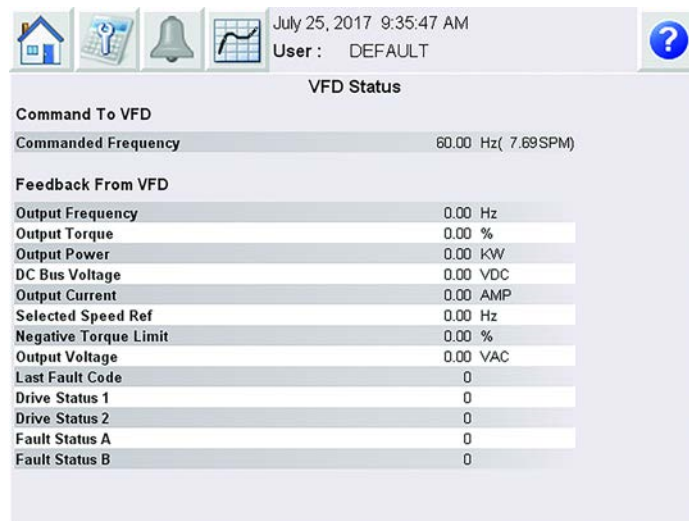 July 25, 2017 9:35:47 AM
User : DEFAULT
?
VFD Status
Command To VFD
Commanded Frequency 60.00 Hz( 7.69SPM)
Feedback From VFD
Output Frequency 0.00 Hz
Output Torque 0.00 %
Output Power 0.00 KW
DC Bus Voltage 0.00 VDC
Output Current 0.00 AMP
Selected Speed Ref 0.00 Hz
Negative Torque Limit 0.00 %
Output Voltage 0.00 VAC
Last Fault Code 0
Drive Status 1 0
Drive Status 2 0
Fault Status A 0
Fault Status B 0